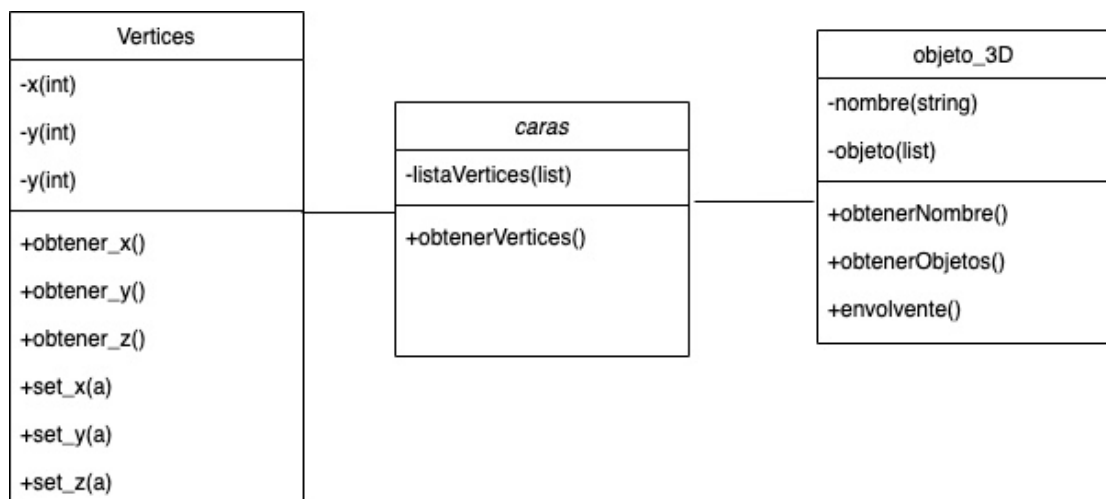 Vertices
-x(int)
-y(int)
-y(int)
+obtener_x()
+obtener_y()
+obtener_z()
+set_x(a)
+set_y(a)
+set_z(a)
caras
-listaVertices(list)
+obtenerVertices()
objeto_3D
-nombre(string)
-objeto(list)
+obtenerNombre()
+obtenerObjetos()
+envolvente()